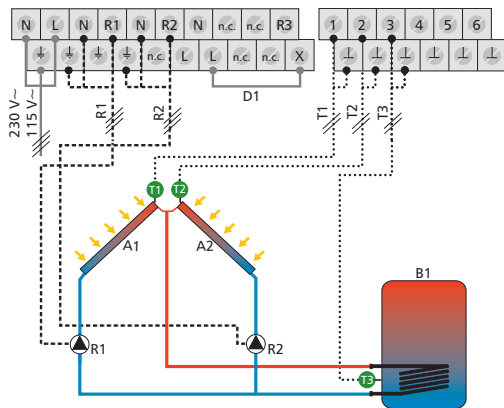 N L N R1 N R2 N n.c. n.c. R3
n.c. L L n.c. X
1 2 3 4 5 6
D1
230 V~
115 V~
R1
R2
T1
T2
T3
T1 T2
A1 A2
B1
R1 R2
T3